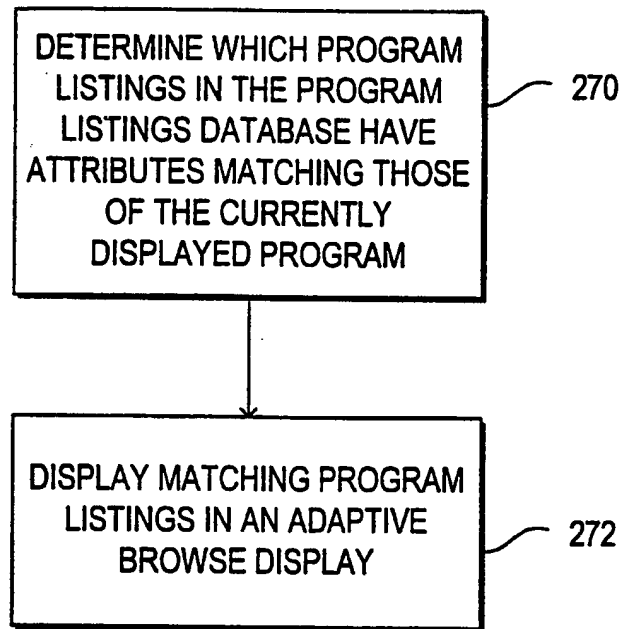 DETERMINE WHICH PROGRAM
LISTINGS IN THE PROGRAM
LISTINGS DATABASE HAVE
ATTRIBUTES MATCHING THOSE
OF THE CURRENTLY
DISPLAYED PROGRAM
270
DISPLAY MATCHING PROGRAM
LISTINGS IN AN ADAPTIVE
BROWSE DISPLAY
272